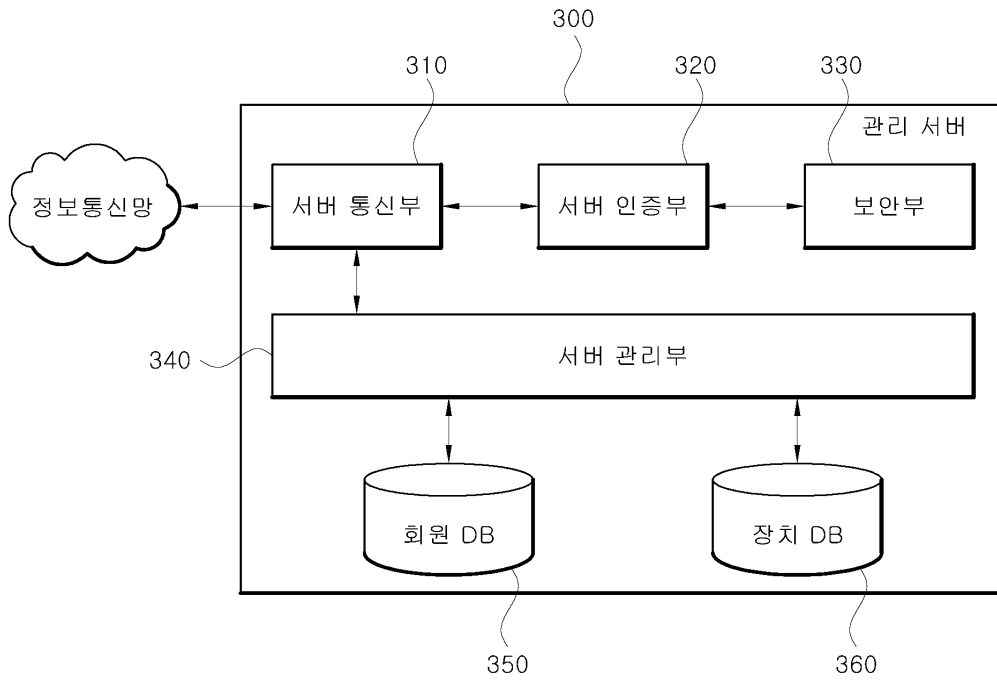 300
310
320
330
관리 서버
정보통신망
서버 통신부
서버 인증부
보안부
340
서버 관리부
회원 DB
장치 DB
350
360